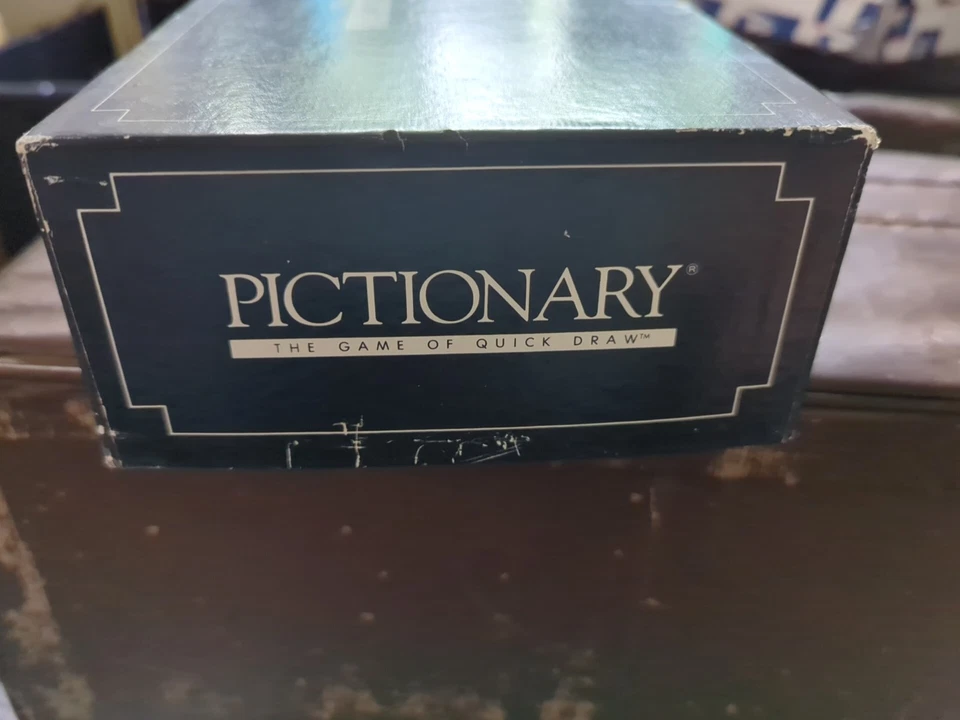 PICTIONARY®
THE GAME OF QUICK DRAW™